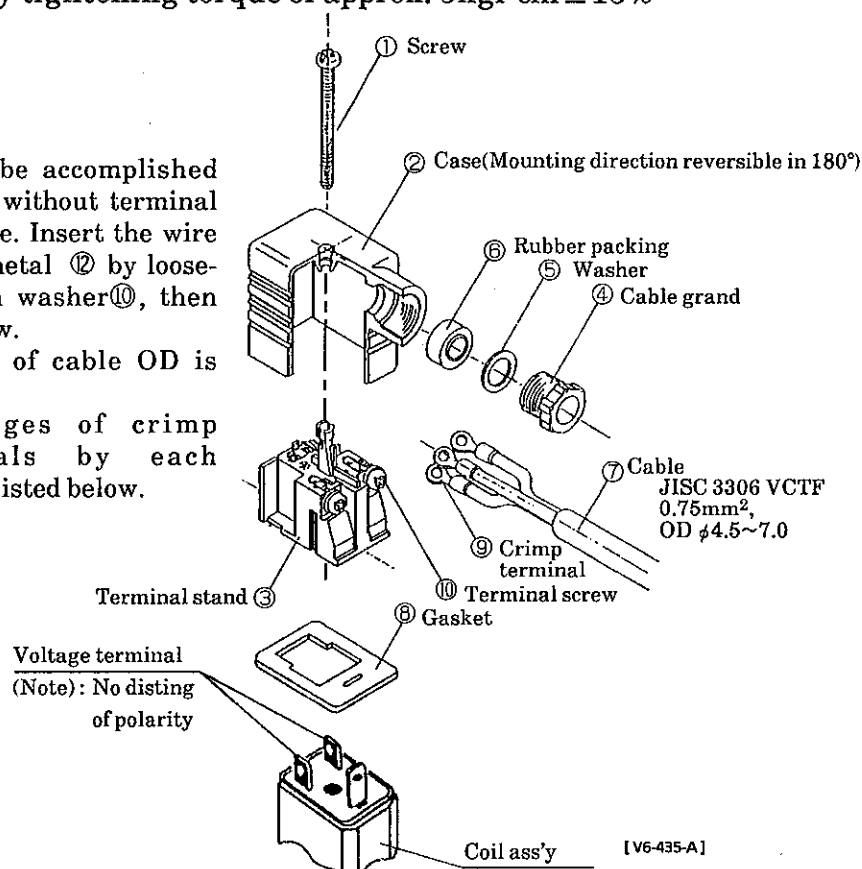 tightening torque of approx. 5kgf·cm±10%
① Screw
be accomplished
without terminal
e. Insert the wire
metal ⑫ by loose-
washer⑩, then
w.
of cable OD is
ges of crimp
als by each
isted below.
② Case(Mounting direction reversible in 180°)
⑥ Rubber packing
⑤ Washer
④ Cable grand
⑦ Cable
JISC 3306 VCTF
0.75mm²,
OD φ4.5~7.0
⑨ Crimp
terminal
⑩ Terminal screw
Terminal stand ③
⑧ Gasket
Voltage terminal
(Note): No disting
of polarity
Coil ass'y
[V6-435-A]